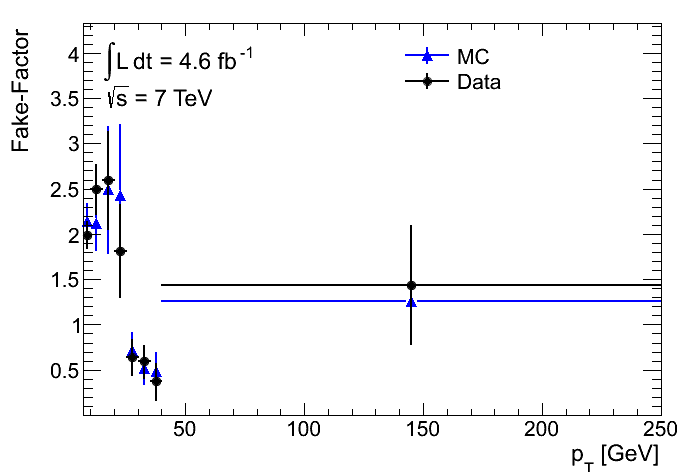 Fake-Factor
∫L dt = 4.6 fb⁻¹
√s = 7 TeV
MC
Data
4
3.5
3
2.5
2
1.5
1
0.5
50 100 150 200 250
p_T [GeV]